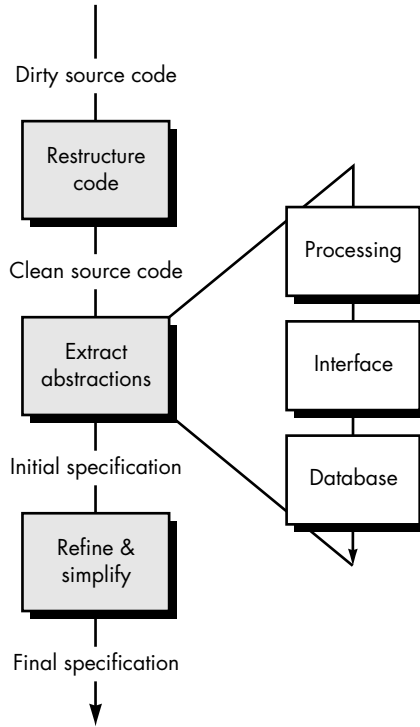 Dirty source code
Restructure
code
Clean source code
Extract
abstractions
Initial specification
Refine &
simplify
Final specification
Processing
Interface
Database